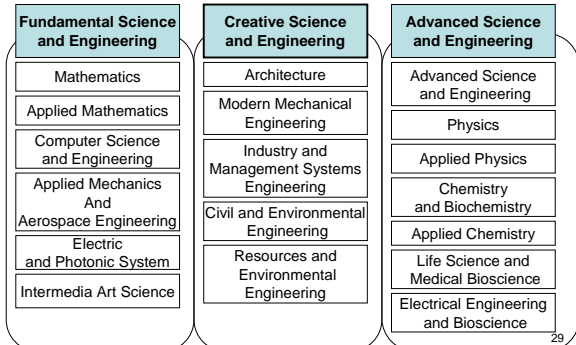 Fundamental Science
and Engineering
Mathematics
Applied Mathematics
Computer Science
and Engineering
Applied Mechanics
And
Aerospace Engineering
Electric
and Photonic System
Intermedia Art Science
Creative Science
and Engineering
Architecture
Modern Mechanical
Engineering
Industry and
Management Systems
Engineering
Civil and Environmental
Engineering
Resources and
Environmental
Engineering
Advanced Science
and Engineering
Advanced Science
and Engineering
Physics
Applied Physics
Chemistry
and Biochemistry
Applied Chemistry
Life Science and
Medical Bioscience
Electrical Engineering
and Bioscience
29